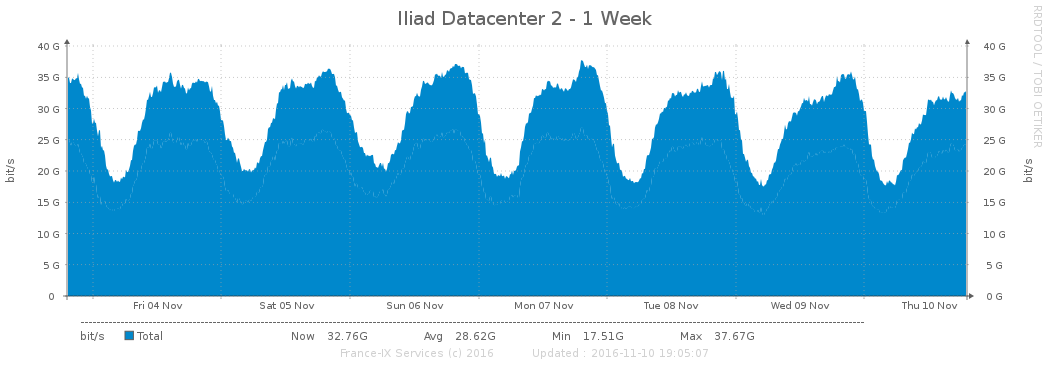 Iliad Datacenter 2 - 1 Week
RRDTOOL / TOBI OETIKER
40 G 40 G
35 G 35 G
30 G 30 G
25 G 25 G
20 G 20 G
15 G 15 G
10 G 10 G
5 G 5 G
0 0 G
bit/s bit/s
Fri 04 Nov Sat 05 Nov Sun 06 Nov Mon 07 Nov Tue 08 Nov Wed 09 Nov Thu 10 Nov
bit/s Total Now 32.76G Avg 28.62G Min 17.51G Max 37.67G
France-IX Services (c) 2016 Updated : 2016-11-10 19:05:07